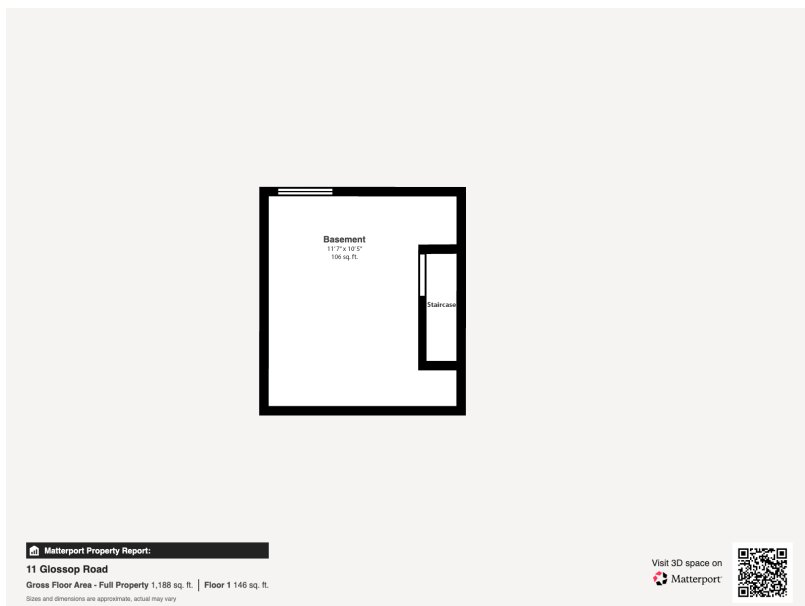 Basement
11'7" x 10'5"
106 sq. ft.
Staircase
Matterport Property Report:
11 Glossop Road
Gross Floor Area - Full Property 1,188 sq. ft. | Floor 1 146 sq. ft.
Sizes and dimensions are approximate, actual may vary
Visit 3D space on
Matterport